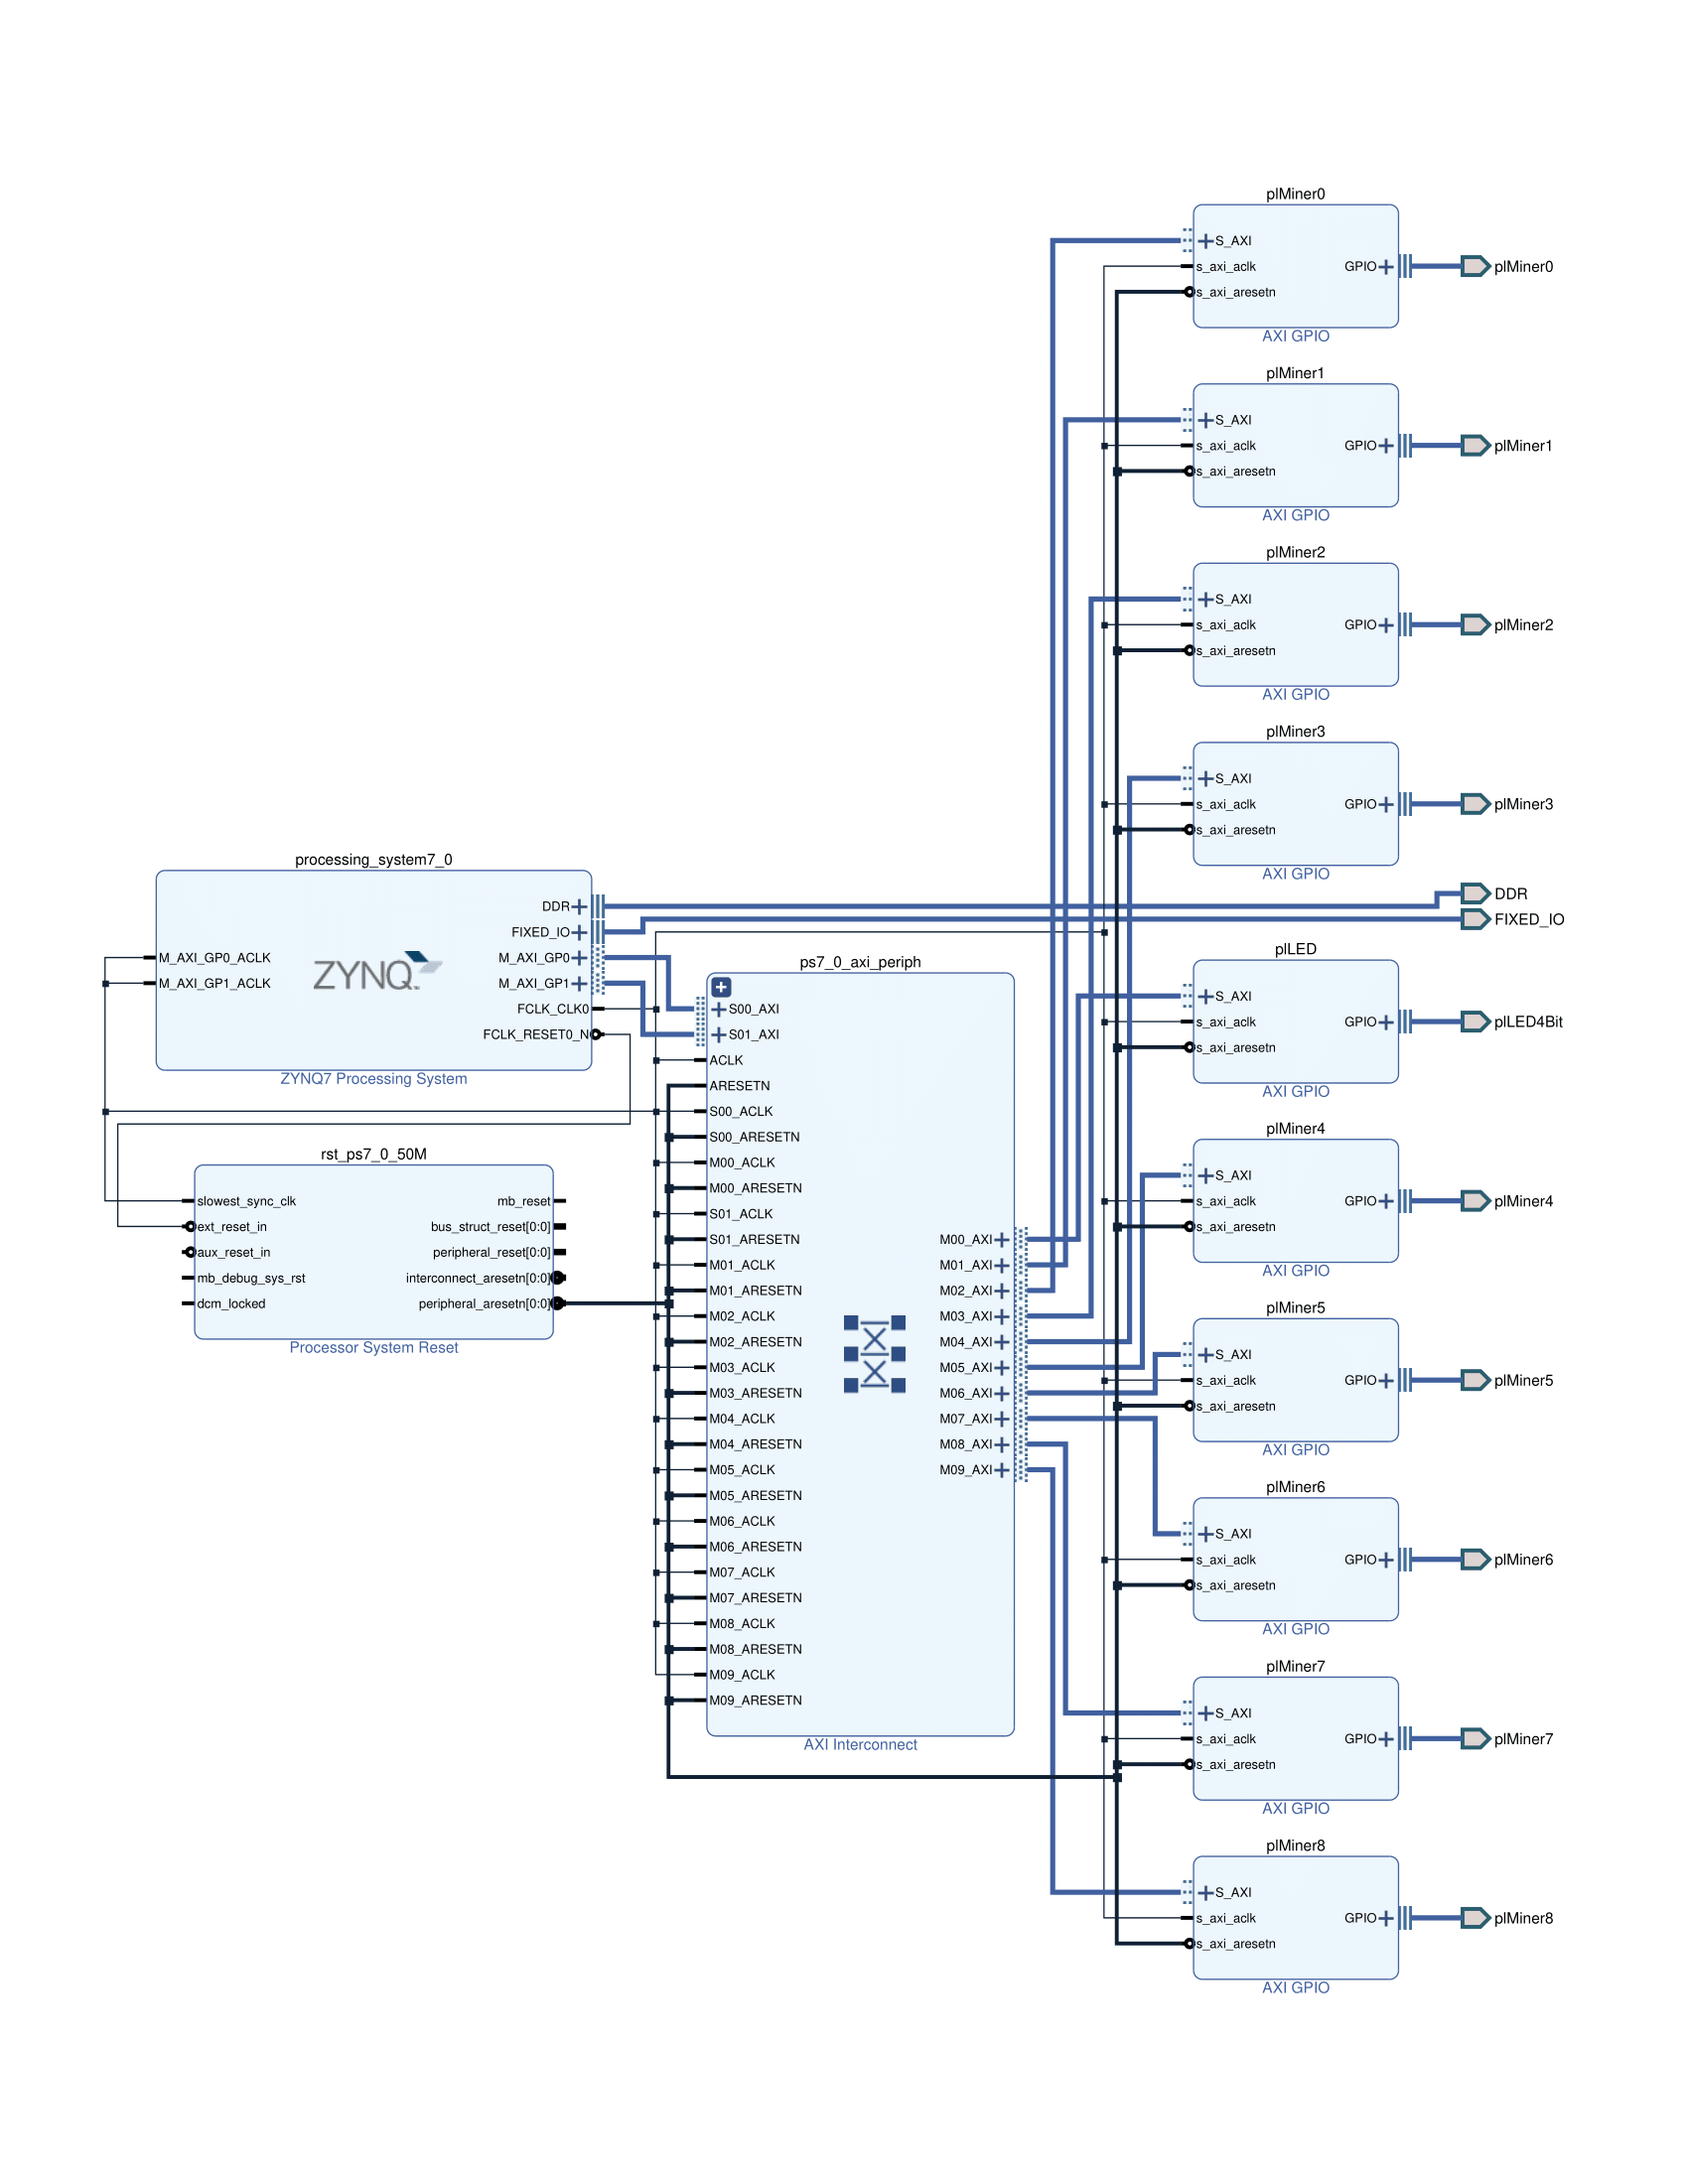 plMiner0
S_AXI
s_axi_aclk
GPIO
s_axi_aresetn
AXI GPIO
plMiner0
plMiner1
S_AXI
s_axi_aclk
GPIO
s_axi_aresetn
AXI GPIO
plMiner1
plMiner2
S_AXI
s_axi_aclk
GPIO
s_axi_aresetn
AXI GPIO
plMiner2
plMiner3
S_AXI
s_axi_aclk
GPIO
s_axi_aresetn
AXI GPIO
plMiner3
processing_system7_0
DDR
FIXED_IO
M_AXI_GP0_ACLK
M_AXI_GP1_ACLK
ZYNQ
M_AXI_GP0
M_AXI_GP1
FCLK_CLK0
FCLK_RESET0_N
ZYNQ7 Processing System
DDR
FIXED_IO
rst_ps7_0_50M
slowest_sync_clk
ext_reset_in
aux_reset_in
mb_debug_sys_rst
dcm_locked
mb_reset
bus_struct_reset[0:0]
peripheral_reset[0:0]
interconnect_aresetn[0:0]
peripheral_aresetn[0:0]
Processor System Reset
ps7_0_axi_periph
S00_AXI
S01_AXI
ACLK
ARESETN
S00_ACLK
S00_ARESETN
M00_ACLK
M00_ARESETN
S01_ACLK
S01_ARESETN
M01_ACLK
M01_ARESETN
M02_ACLK
M02_ARESETN
M03_ACLK
M03_ARESETN
M04_ACLK
M04_ARESETN
M05_ACLK
M05_ARESETN
M06_ACLK
M06_ARESETN
M07_ACLK
M07_ARESETN
M08_ACLK
M08_ARESETN
M09_ACLK
M09_ARESETN
M00_AXI
M01_AXI
M02_AXI
M03_AXI
M04_AXI
M05_AXI
M06_AXI
M07_AXI
M08_AXI
M09_AXI
AXI Interconnect
plLED
S_AXI
s_axi_aclk
GPIO
s_axi_aresetn
AXI GPIO
plLED4Bit
plMiner4
S_AXI
s_axi_aclk
GPIO
s_axi_aresetn
AXI GPIO
plMiner4
plMiner5
S_AXI
s_axi_aclk
GPIO
s_axi_aresetn
AXI GPIO
plMiner5
plMiner6
S_AXI
s_axi_aclk
GPIO
s_axi_aresetn
AXI GPIO
plMiner6
plMiner7
S_AXI
s_axi_aclk
GPIO
s_axi_aresetn
AXI GPIO
plMiner7
plMiner8
S_AXI
s_axi_aclk
GPIO
s_axi_aresetn
AXI GPIO
plMiner8